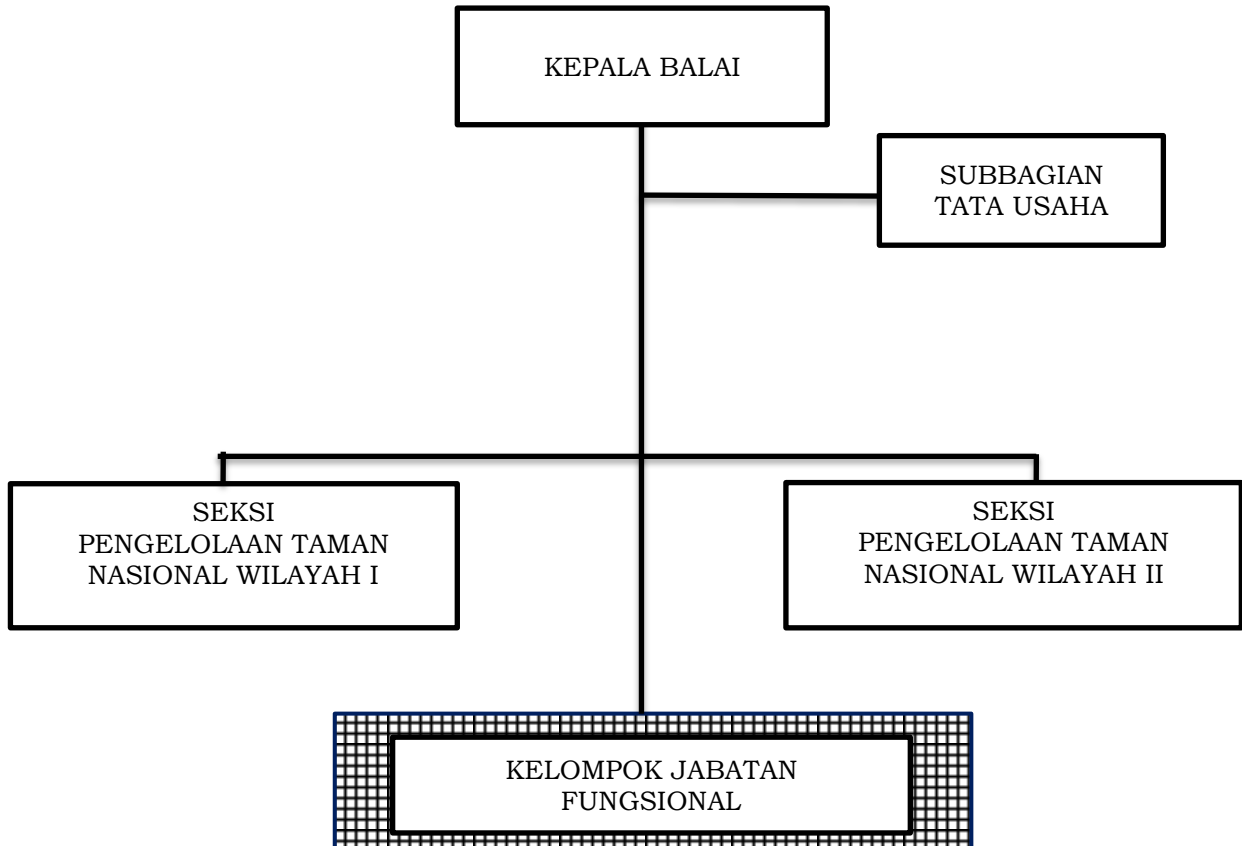 KEPALA BALAI
SUBBAGIAN
TATA USAHA
SEKSI
PENGELOLAAN TAMAN
NASIONAL WILAYAH I
SEKSI
PENGELOLAAN TAMAN
NASIONAL WILAYAH II
KELOMPOK JABATAN
FUNGSIONAL